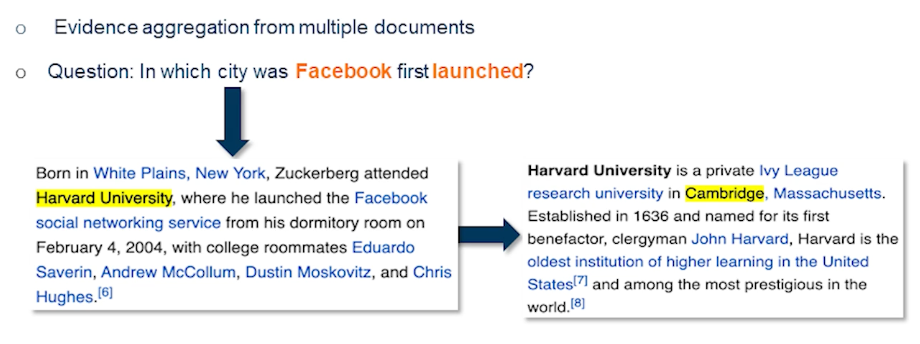 o Evidence aggregation from multiple documents
o Question: In which city was Facebook first launched?
Born in White Plains, New York, Zuckerberg attended
Harvard University, where he launched the Facebook
social networking service from his dormitory room on
February 4, 2004, with college roommates Eduardo
Saverin, Andrew McCollum, Dustin Moskovitz, and Chris
Hughes.[6]
Harvard University is a private Ivy League
research university in Cambridge, Massachusetts.
Established in 1636 and named for its first
benefactor, clergyman John Harvard, Harvard is the
oldest institution of higher learning in the United
States[7] and among the most prestigious in the
world.[8]